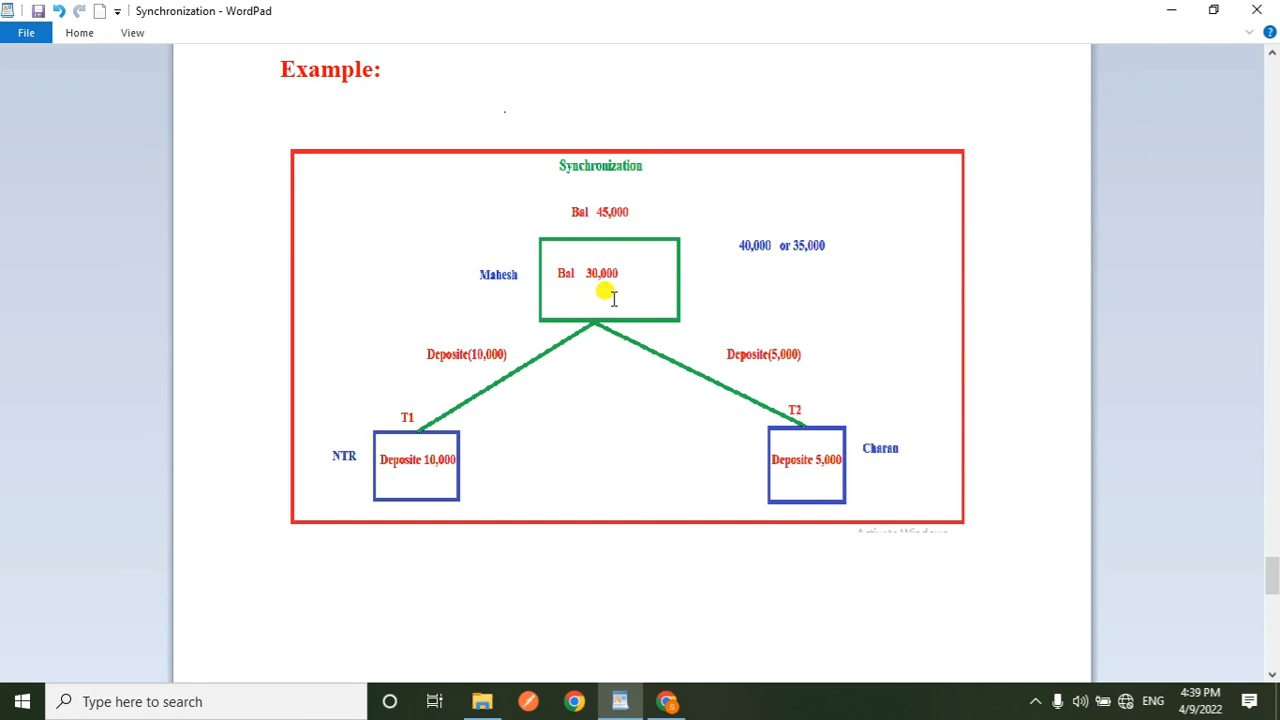 Synchronization - WordPad
File
Home
View
Example:
Synchronization
Bal 45,000
40,000 or 35,000
Mahesh
Bal 30,000
Deposite(10,000)
Deposite(5,000)
T1
T2
NTR
Deposite 10,000
Deposite 5,000
Charan
Activate Windows
Type here to search
ENG
4:39 PM
4/9/2022